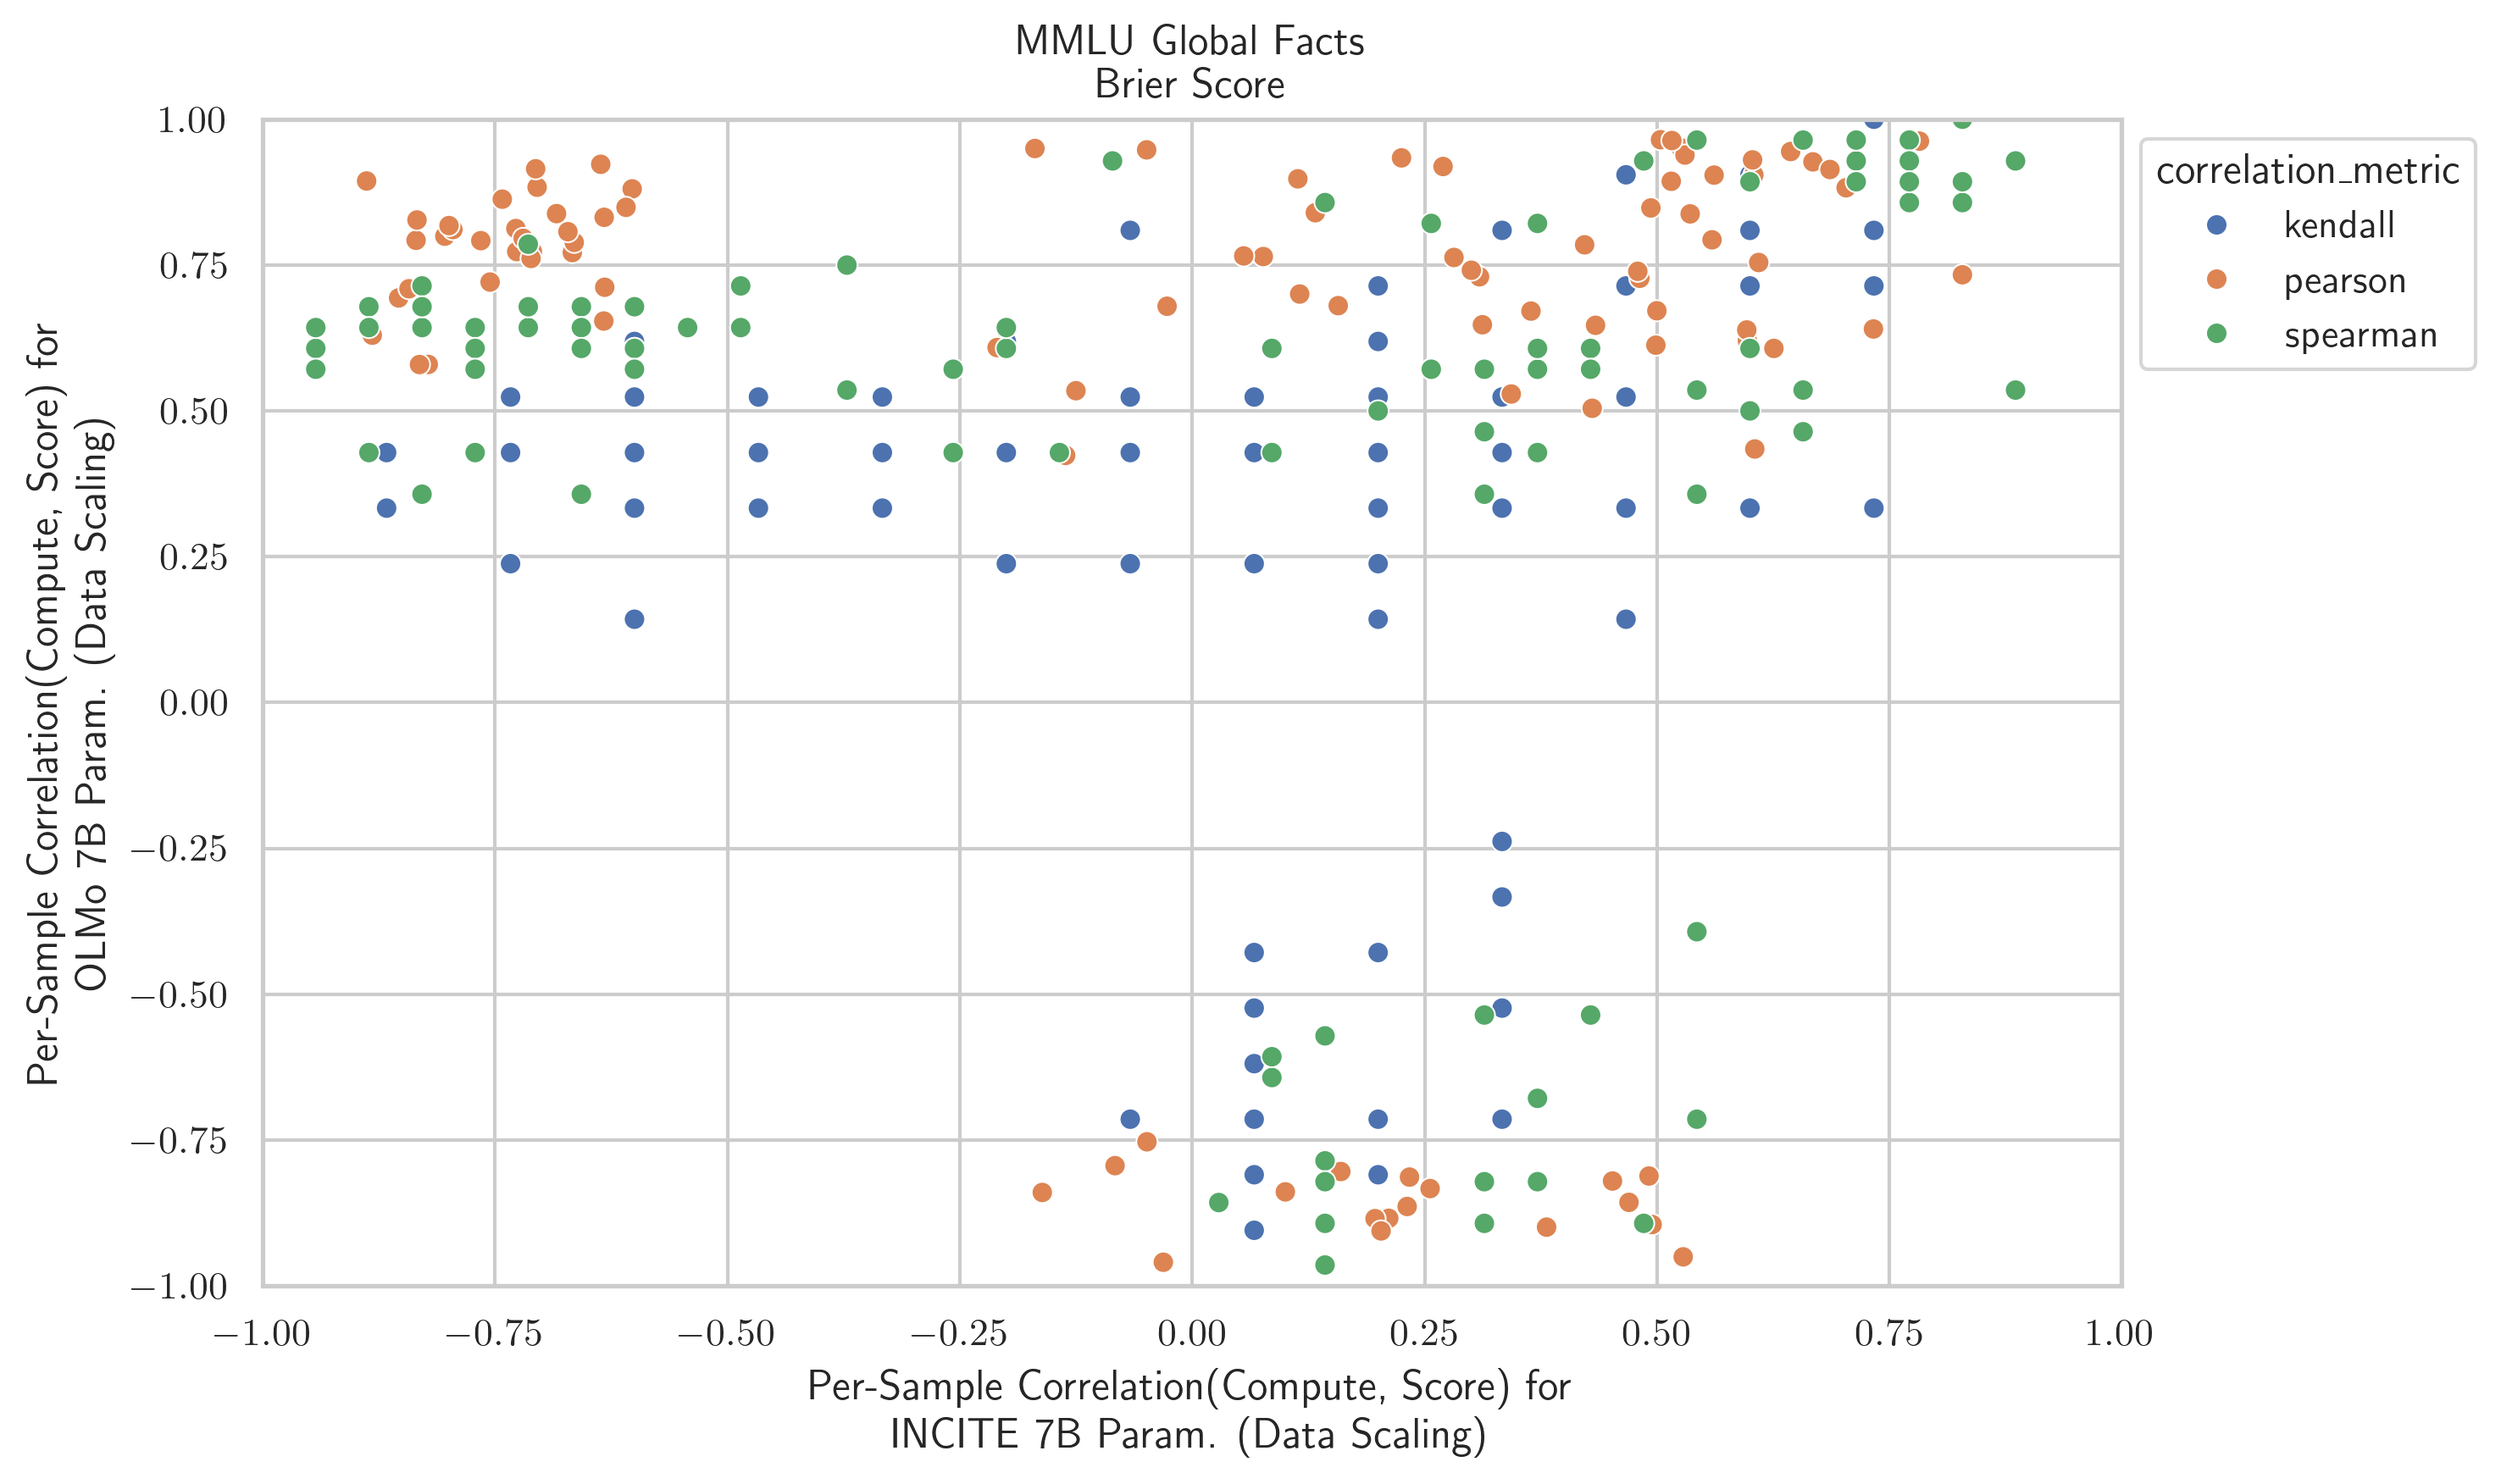 MMLU Global Facts
Brier Score
Per-Sample Correlation(Compute, Score) for
OLMo 7B Param. (Data Scaling)
1.00
0.75
0.50
0.25
0.00
−0.25
−0.50
−0.75
−1.00
−1.00 −0.75 −0.50 −0.25 0.00 0.25 0.50 0.75 1.00
Per-Sample Correlation(Compute, Score) for
INCITE 7B Param. (Data Scaling)
correlation_metric
kendall
pearson
spearman